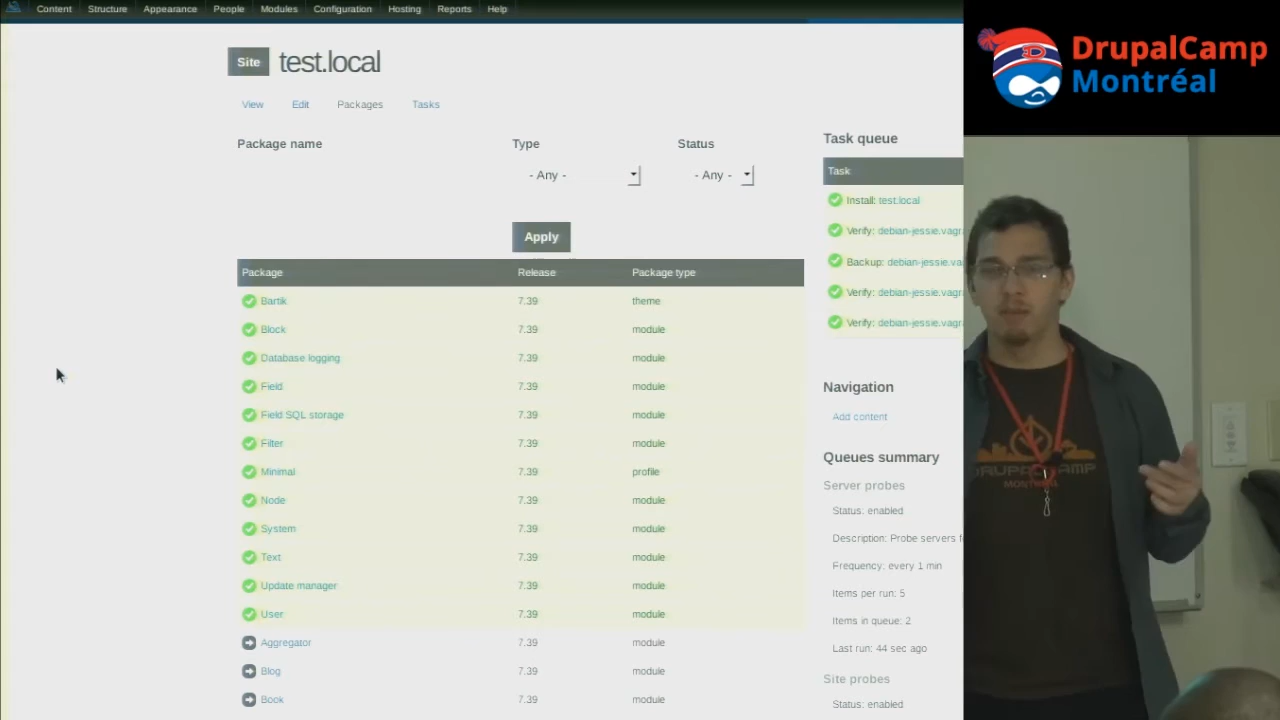 Content Structure Appearance People Modules Configuration Hosting Reports Help
DrupalCamp
Montréal
Site test.local
View Edit Packages Tasks
Package name Type Status
- Any - - Any -
Apply
Package Release Package type
Bartik 7.39 theme
Block 7.39 module
Database logging 7.39 module
Field 7.39 module
Field SQL storage 7.39 module
Filter 7.39 module
Minimal 7.39 profile
Node 7.39 module
System 7.39 module
Text 7.39 module
Update manager 7.39 module
User 7.39 module
Aggregator 7.39 module
Blog 7.39 module
Book 7.39 module
Task queue
Task
Install: test.local
Verify: debian-jessie.vagra
Backup: debian-jessie.va
Verify: debian-jessie.vagra
Verify: debian-jessie.vagra
Navigation
Add content
Queues summary
Server probes
Status: enabled
Description: Probe servers f
Frequency: every 1 min
Items per run: 5
Items in queue: 2
Last run: 44 sec ago
Site probes
Status: enabled
DRUPALCAMP
MONTREAL